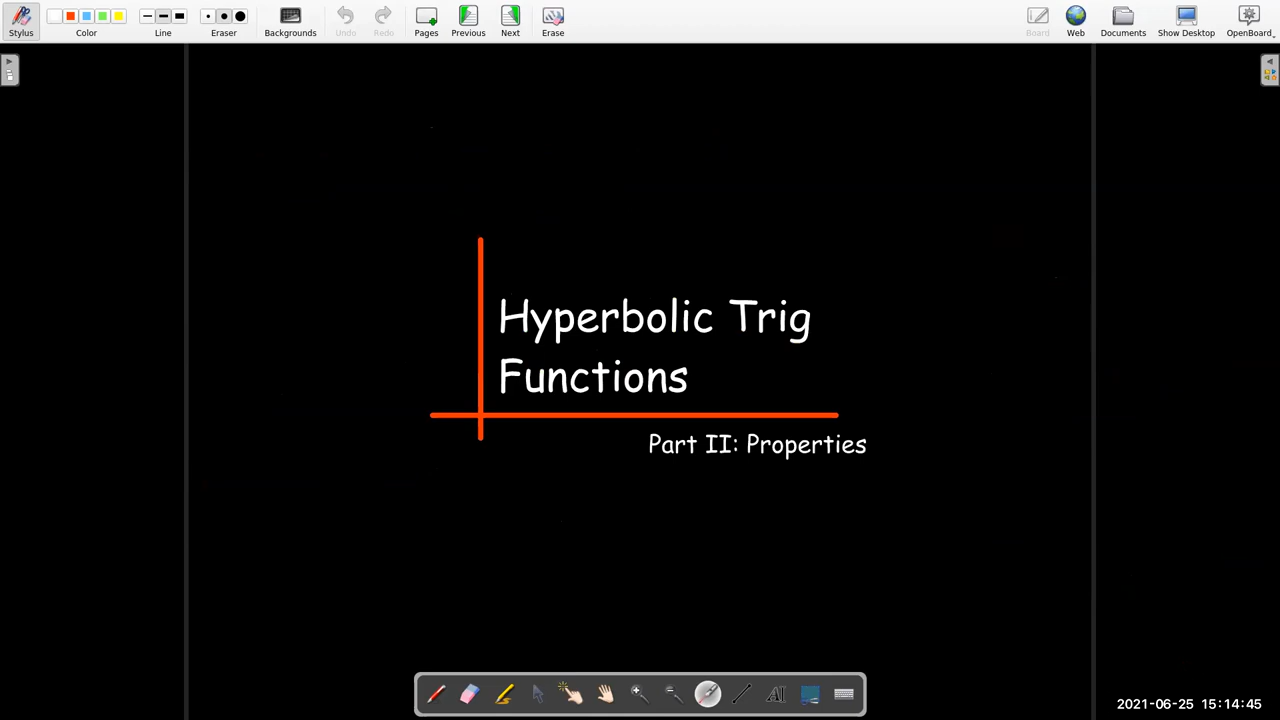 Stylus Color Line Eraser Backgrounds Undo Redo Pages Previous Next Erase Board Web Documents Show Desktop OpenBoard
Hyperbolic Trig
Functions
Part II: Properties
AI
2021-06-25 15:14:45